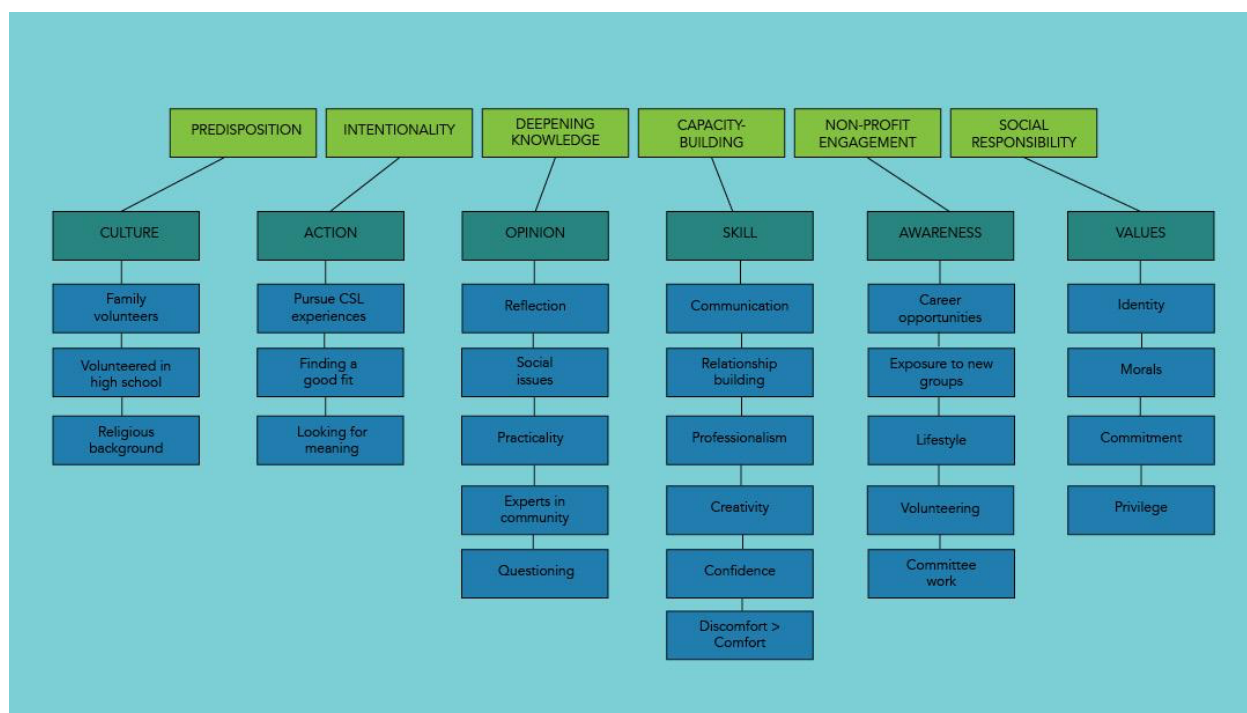 PREDISPOSITION
INTENTIONALITY
DEEPENING
KNOWLEDGE
CAPACITY-
BUILDING
NON-PROFIT
ENGAGEMENT
SOCIAL
RESPONSIBILITY
CULTURE
ACTION
OPINION
SKILL
AWARENESS
VALUES
Family
volunteers
Pursue CSL
experiences
Reflection
Communication
Career
opportunities
Identity
Volunteered in
high school
Finding a
good fit
Social
issues
Relationship
building
Exposure to new
groups
Morals
Religious
background
Looking for
meaning
Practicality
Professionalism
Lifestyle
Commitment
Experts in
community
Creativity
Volunteering
Privilege
Questioning
Confidence
Committee
work
Discomfort >
Comfort